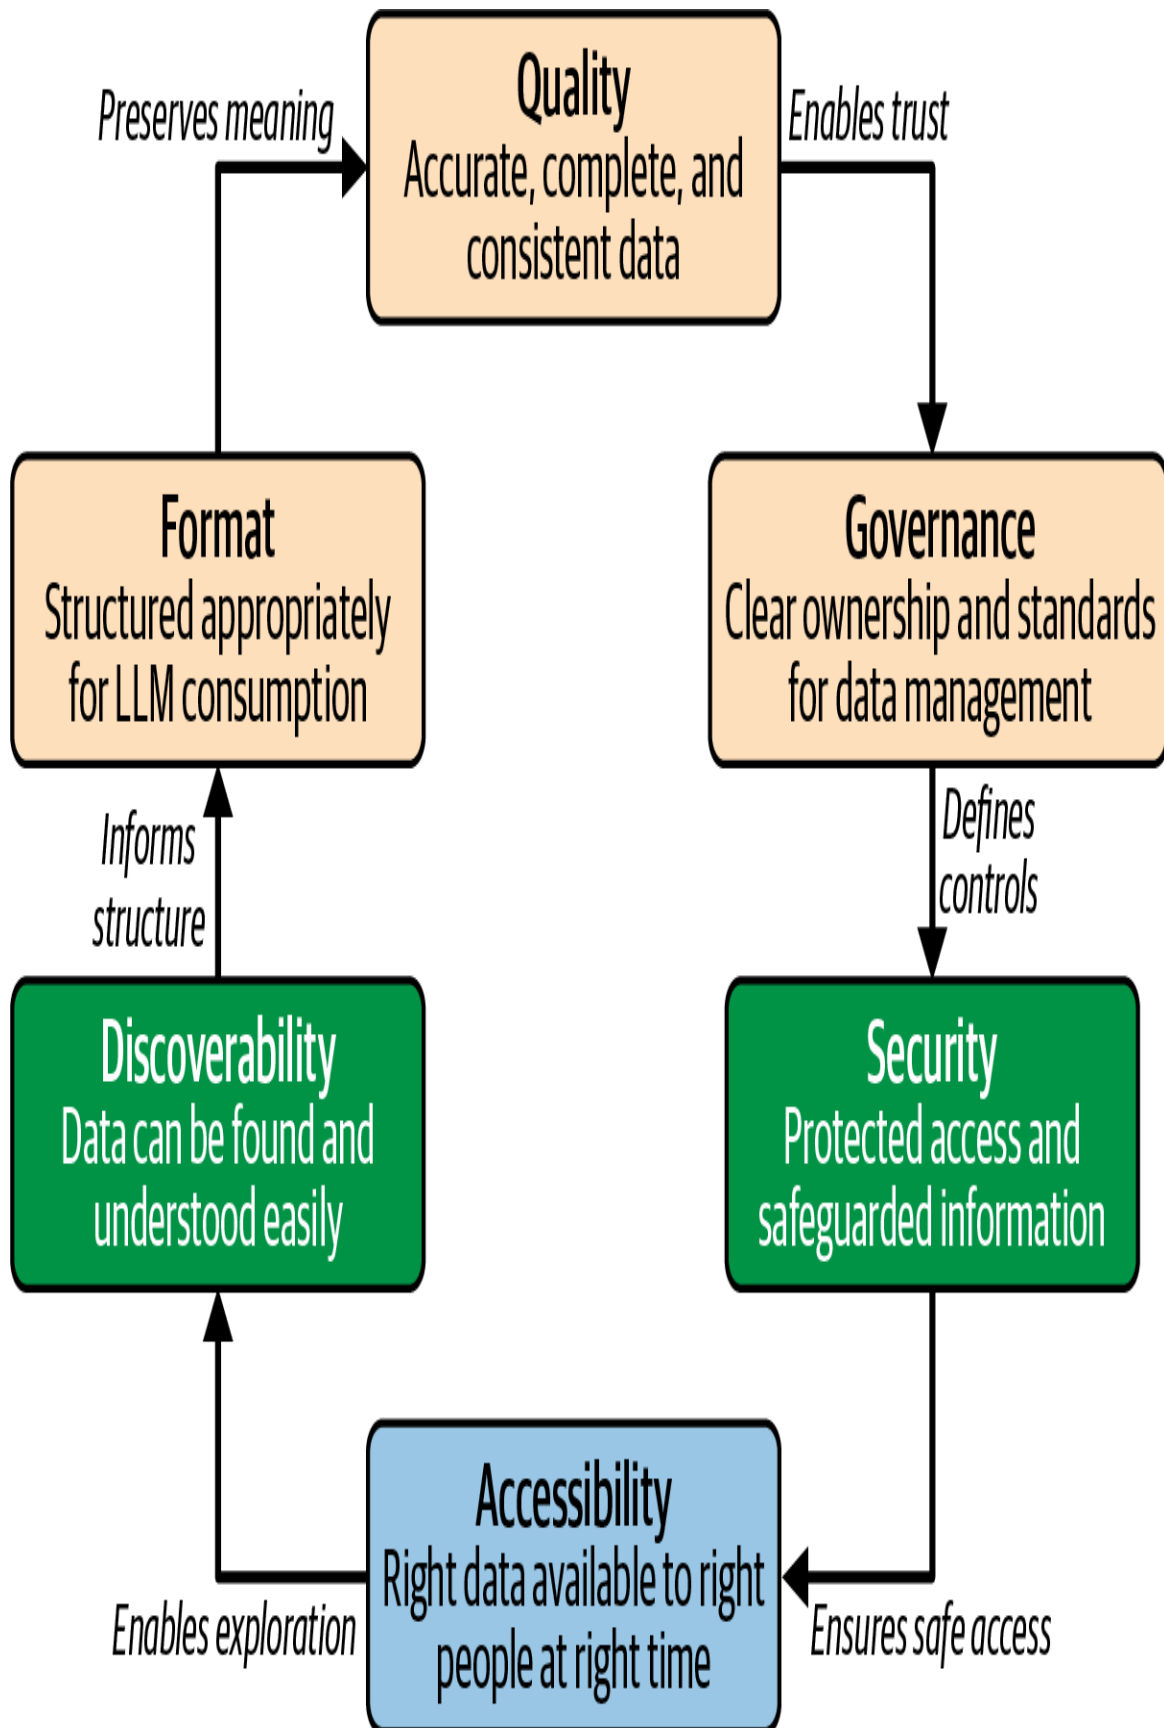 Quality
Accurate, complete, and
consistent data
Preserves meaning
Enables trust
Format
Structured appropriately
for LLM consumption
Governance
Clear ownership and standards
for data management
Informs
structure
Defines
controls
Discoverability
Data can be found and
understood easily
Security
Protected access and
safeguarded information
Accessibility
Right data available to right
people at right time
Enables exploration
Ensures safe access